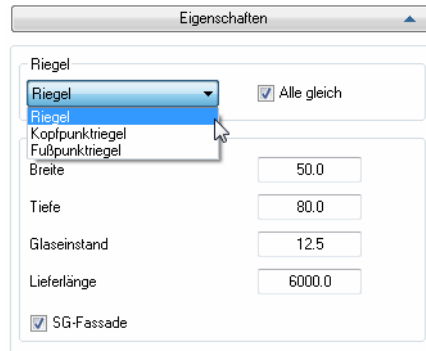 Eigenschaften
Riegel
Riegel
Alle gleich
Riegel
Kopfpunktriegel
Fußpunktriegel
Breite 50.0
Tiefe 80.0
Glaseinstand 12.5
Lieferlänge 6000.0
SG-Fassade